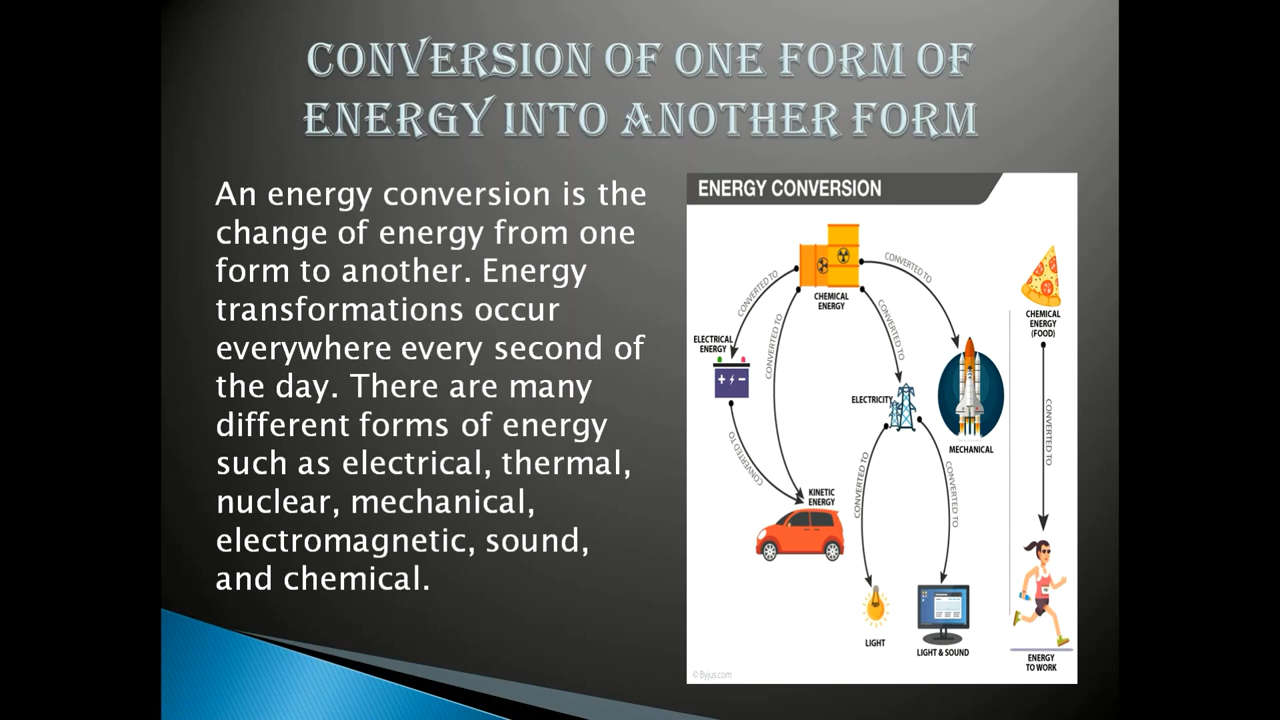 CONVERSION OF ONE FORM OF
ENERGY INTO ANOTHER FORM
An energy conversion is the
change of energy from one
form to another. Energy
transformations occur
everywhere every second of
the day. There are many
different forms of energy
such as electrical, thermal,
nuclear, mechanical,
electromagnetic, sound,
and chemical.
ENERGY CONVERSION
CHEMICAL
ENERGY
CONVERTED TO
CONVERTED TO
CONVERTED TO
CONVERTED TO
ELECTRICAL
ENERGY
ELECTRICITY
MECHANICAL
CONVERTED TO
KINETIC
ENERGY
CONVERTED TO
CONVERTED TO
LIGHT
LIGHT & SOUND
CHEMICAL
ENERGY
(FOOD)
CONVERTED TO
ENERGY
TO WORK
© Byjus.com